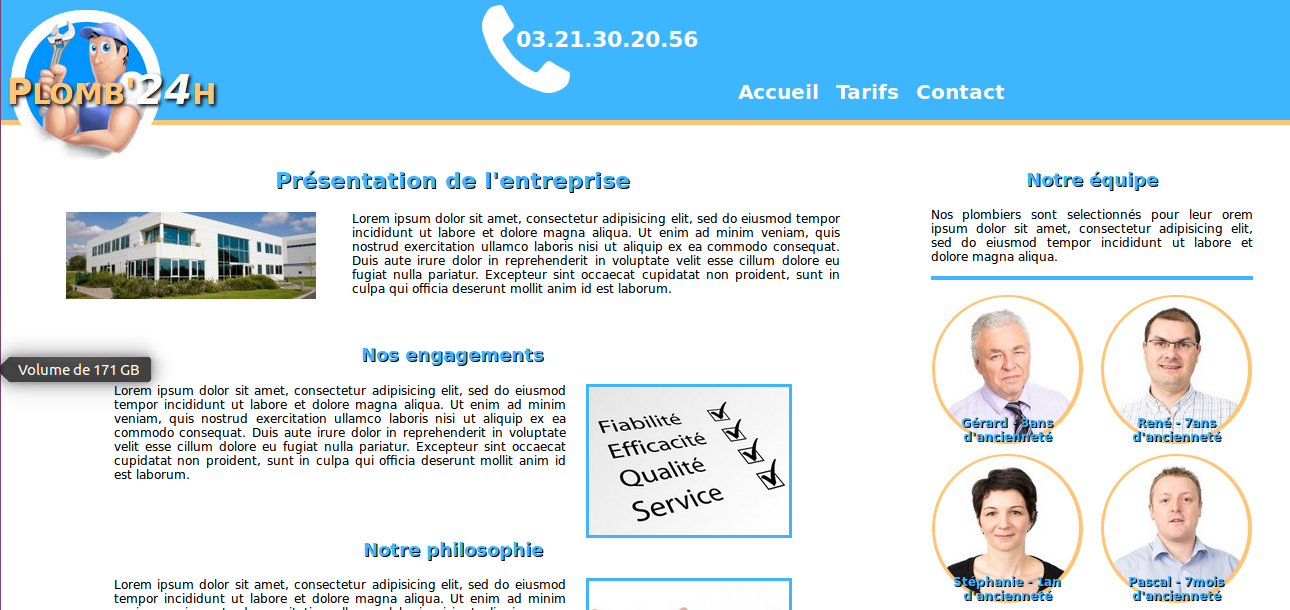 Plomb'24h
03.21.30.20.56
Accueil Tarifs Contact
Présentation de l'entreprise
Lorem ipsum dolor sit amet, consectetur adipisicing elit, sed do eiusmod tempor
incididunt ut labore et dolore magna aliqua. Ut enim ad minim veniam, quis
nostrud exercitation ullamco laboris nisi ut aliquip ex ea commodo consequat.
Duis aute irure dolor in reprehenderit in voluptate velit esse cillum dolore eu
fugiat nulla pariatur. Excepteur sint occaecat cupidatat non proident, sunt in
culpa qui officia deserunt mollit anim id est laborum.
Volume de 171 GB
Nos engagements
Lorem ipsum dolor sit amet, consectetur adipisicing elit, sed do eiusmod
tempor incididunt ut labore et dolore magna aliqua. Ut enim ad minim
veniam, quis nostrud exercitation ullamco laboris nisi ut aliquip ex ea
commodo consequat. Duis aute irure dolor in reprehenderit in voluptate
velit esse cillum dolore eu fugiat nulla pariatur. Excepteur sint occaecat
cupidatat non proident, sunt in culpa qui officia deserunt mollit anim id
est laborum.
Fiabilité
Efficacité
Qualité
Service
Notre philosophie
Lorem ipsum dolor sit amet, consectetur adipisicing elit, sed do eiusmod
tempor incididunt ut labore et dolore magna aliqua. Ut enim ad minim
Notre équipe
Nos plombiers sont selectionnés pour leur orem
ipsum dolor sit amet, consectetur adipisicing elit,
sed do eiusmod tempor incididunt ut labore et
dolore magna aliqua.
Gérard - 8ans
d'ancienneté
René - 7ans
d'ancienneté
Stéphanie - 1an
d'ancienneté
Pascal - 7mois
d'ancienneté